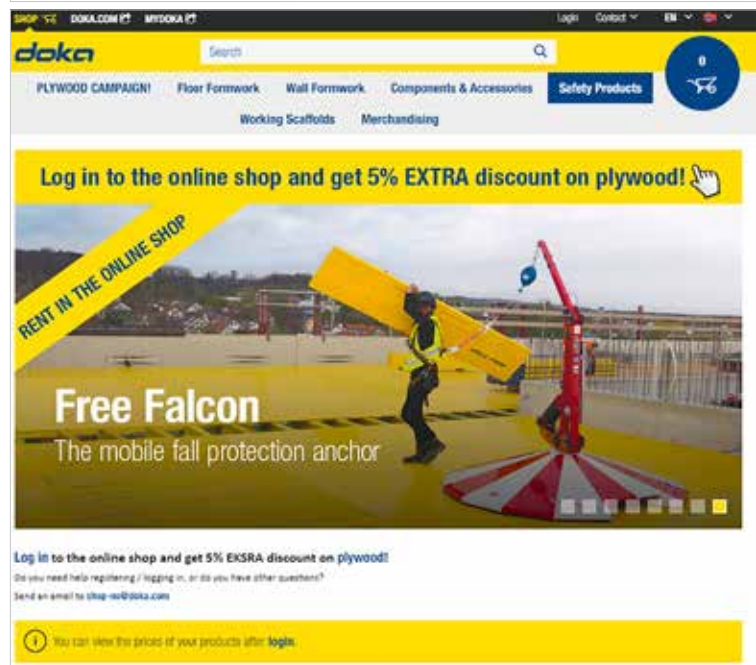 SHOP DOKA.COM MYDOKA Login Contact EN
doka Search 0
PLYWOOD CAMPAIGN! Floor Formwork Wall Formwork Components & Accessories Safety Products
Working Scaffolds Merchandising
Log in to the online shop and get 5% EXTRA discount on plywood!
RENT IN THE ONLINE SHOP
Free Falcon
The mobile fall protection anchor
Log in to the online shop and get 5% EKSRA discount on plywood!
Do you need help registering / logging in, or do you have other questions?
Send an email to shop-no@doka.com
i You can view the prices of your products after login.